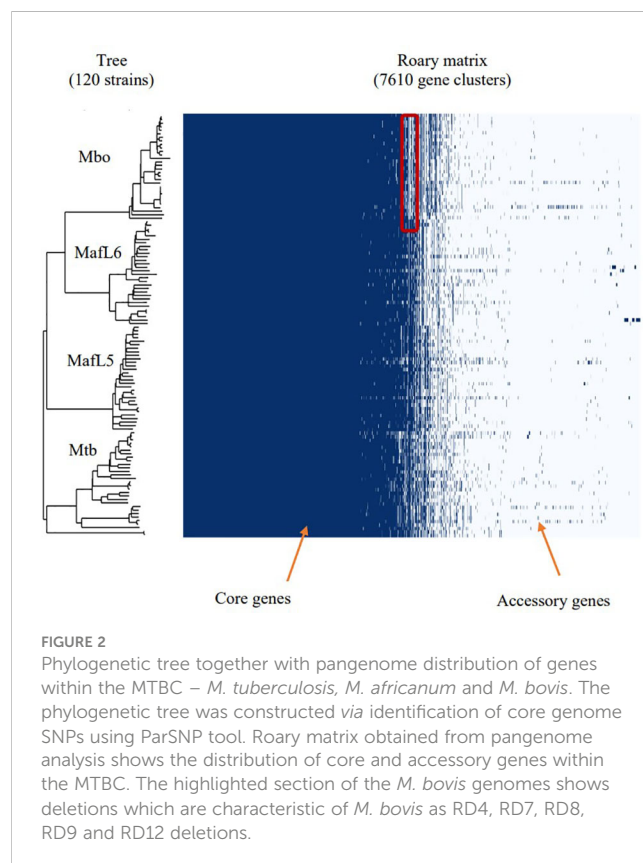 Tree
(120 strains)
Roary matrix
(7610 gene clusters)
Mbo
MafL6
MafL5
Mtb
Core genes
Accessory genes
FIGURE 2
Phylogenetic tree together with pangenome distribution of genes
within the MTBC – M. tuberculosis, M. africanum and M. bovis. The
phylogenetic tree was constructed via identification of core genome
SNPs using ParSNP tool. Roary matrix obtained from pangenome
analysis shows the distribution of core and accessory genes within
the MTBC. The highlighted section of the M. bovis genomes shows
deletions which are characteristic of M. bovis as RD4, RD7, RD8,
RD9 and RD12 deletions.